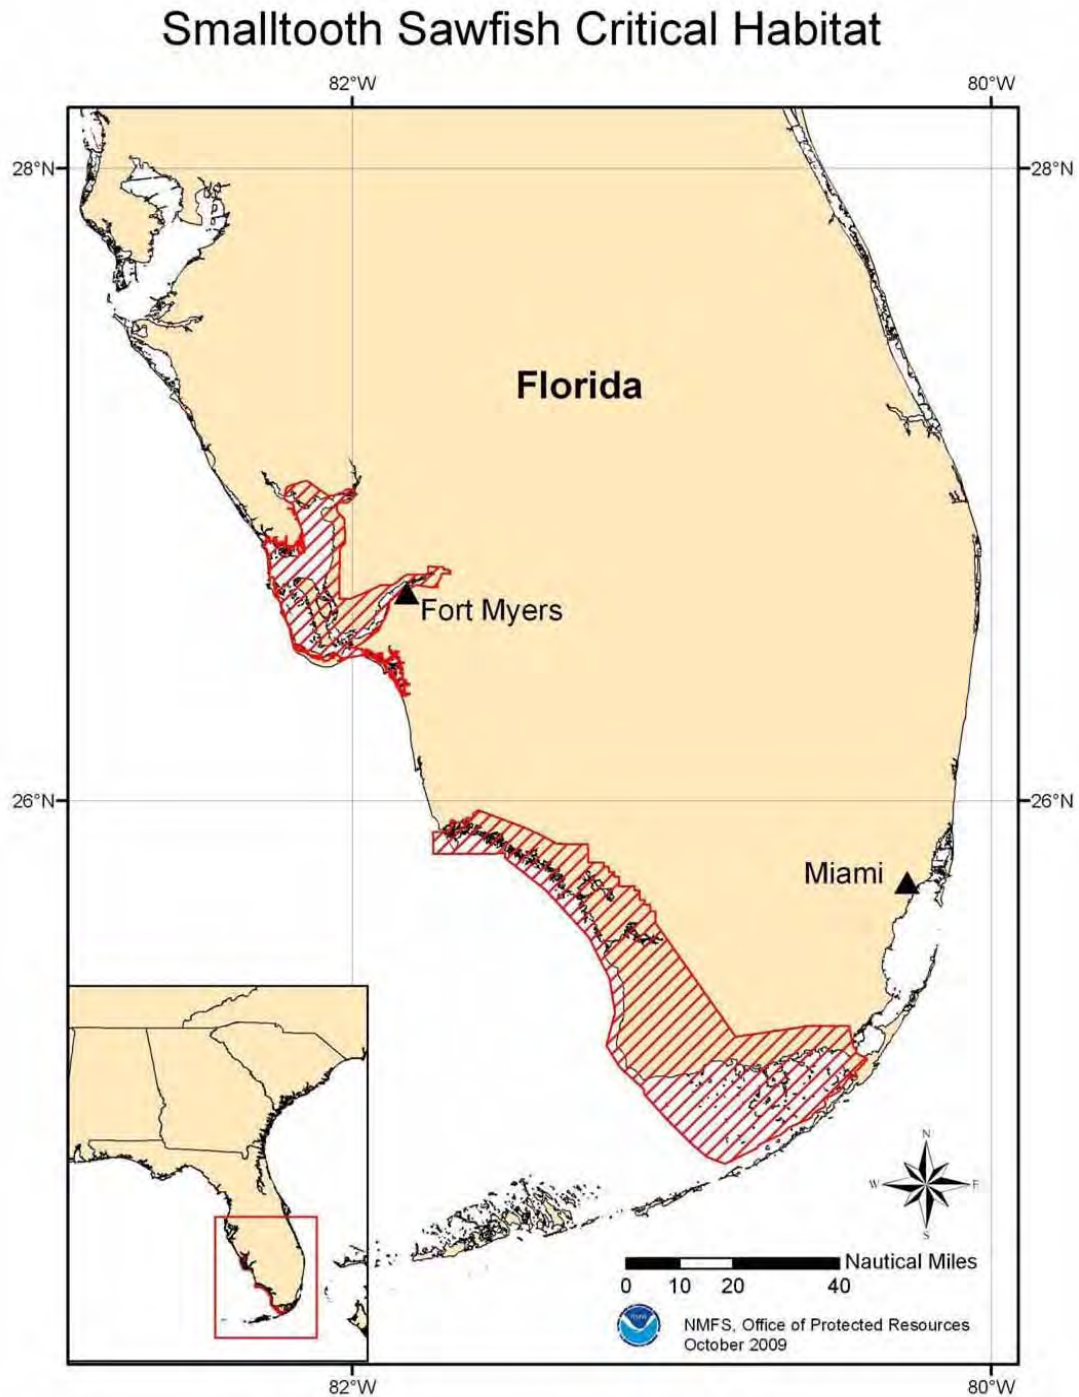 Smalltooth Sawfish Critical Habitat
82°W 80°W
28°N 28°N
Florida
Fort Myers
26°N 26°N
Miami
N
W E
S
Nautical Miles
0 10 20 40
NMFS, Office of Protected Resources
October 2009
82°W 80°W